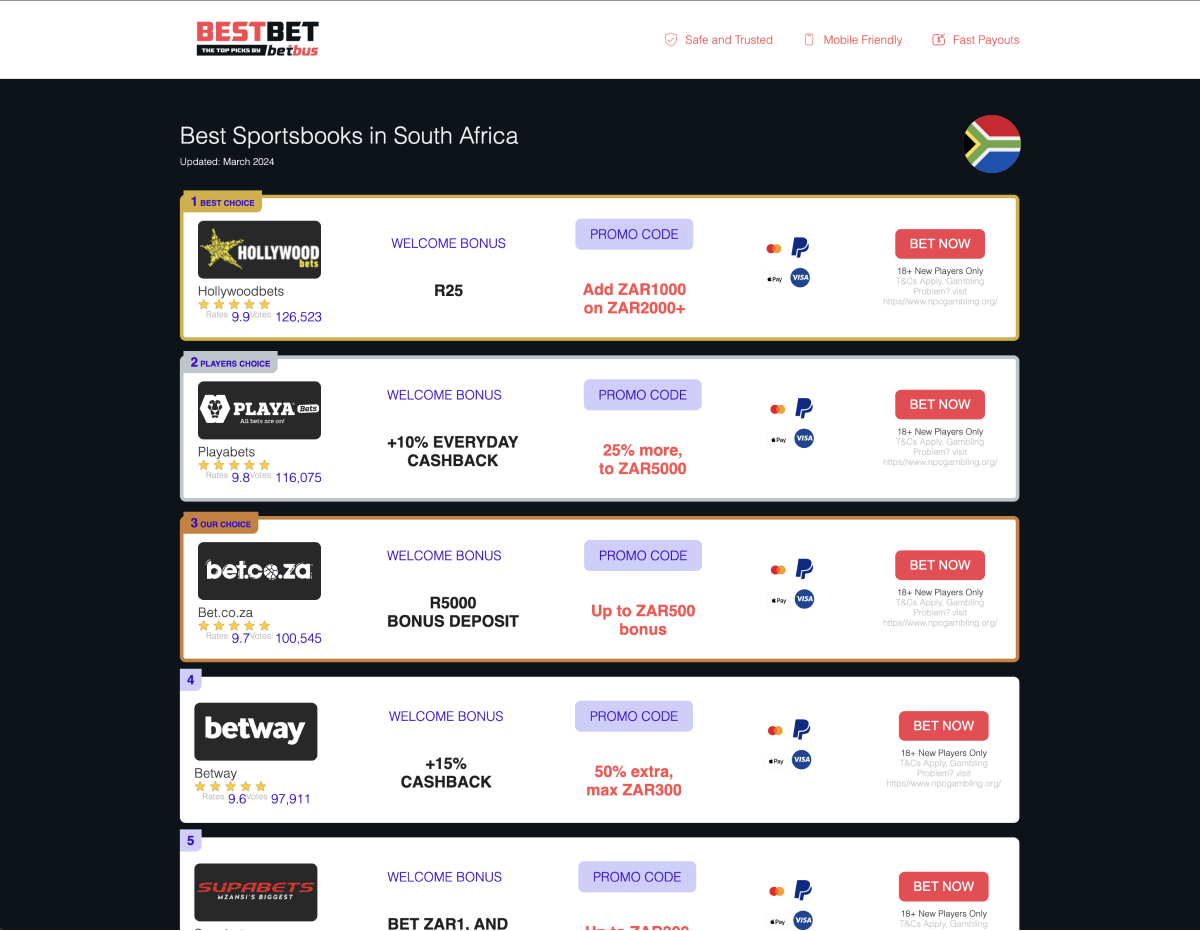 BESTBET
THE TOP PICKS BY betbus
Safe and Trusted
Mobile Friendly
Fast Payouts
Best Sportsbooks in South Africa
Updated: March 2024
1 BEST CHOICE
HOLLYWOOD
bets
Hollywoodbets
Rates 9.9 Votes 126,523
WELCOME BONUS
R25
PROMO CODE
Add ZAR1000
on ZAR2000+
Pay
VISA
BET NOW
18+ New Players Only
T&Cs Apply, Gambling
Problem? visit
https//www.npcgambling.org/
2 PLAYERS CHOICE
PLAYA Bets
All bets are on!
Playabets
Rates 9.8 Votes 116,075
WELCOME BONUS
+10% EVERYDAY
CASHBACK
PROMO CODE
25% more,
to ZAR5000
Pay
VISA
BET NOW
18+ New Players Only
T&Cs Apply, Gambling
Problem? visit
https//www.npcgambling.org/
3 OUR CHOICE
bet.co.za
Bet.co.za
Rates 9.7 Votes 100,545
WELCOME BONUS
R5000
BONUS DEPOSIT
PROMO CODE
Up to ZAR500
bonus
Pay
VISA
BET NOW
18+ New Players Only
T&Cs Apply, Gambling
Problem? visit
https//www.npcgambling.org/
4
betway
Betway
Rates 9.6 Votes 97,911
WELCOME BONUS
+15%
CASHBACK
PROMO CODE
50% extra,
max ZAR300
Pay
VISA
BET NOW
18+ New Players Only
T&Cs Apply, Gambling
Problem? visit
https//www.npcgambling.org/
5
SUPABETS
MZANSI'S BIGGEST
WELCOME BONUS
BET ZAR1, AND
PROMO CODE
Pay
VISA
BET NOW
18+ New Players Only
T&Cs Apply, Gambling